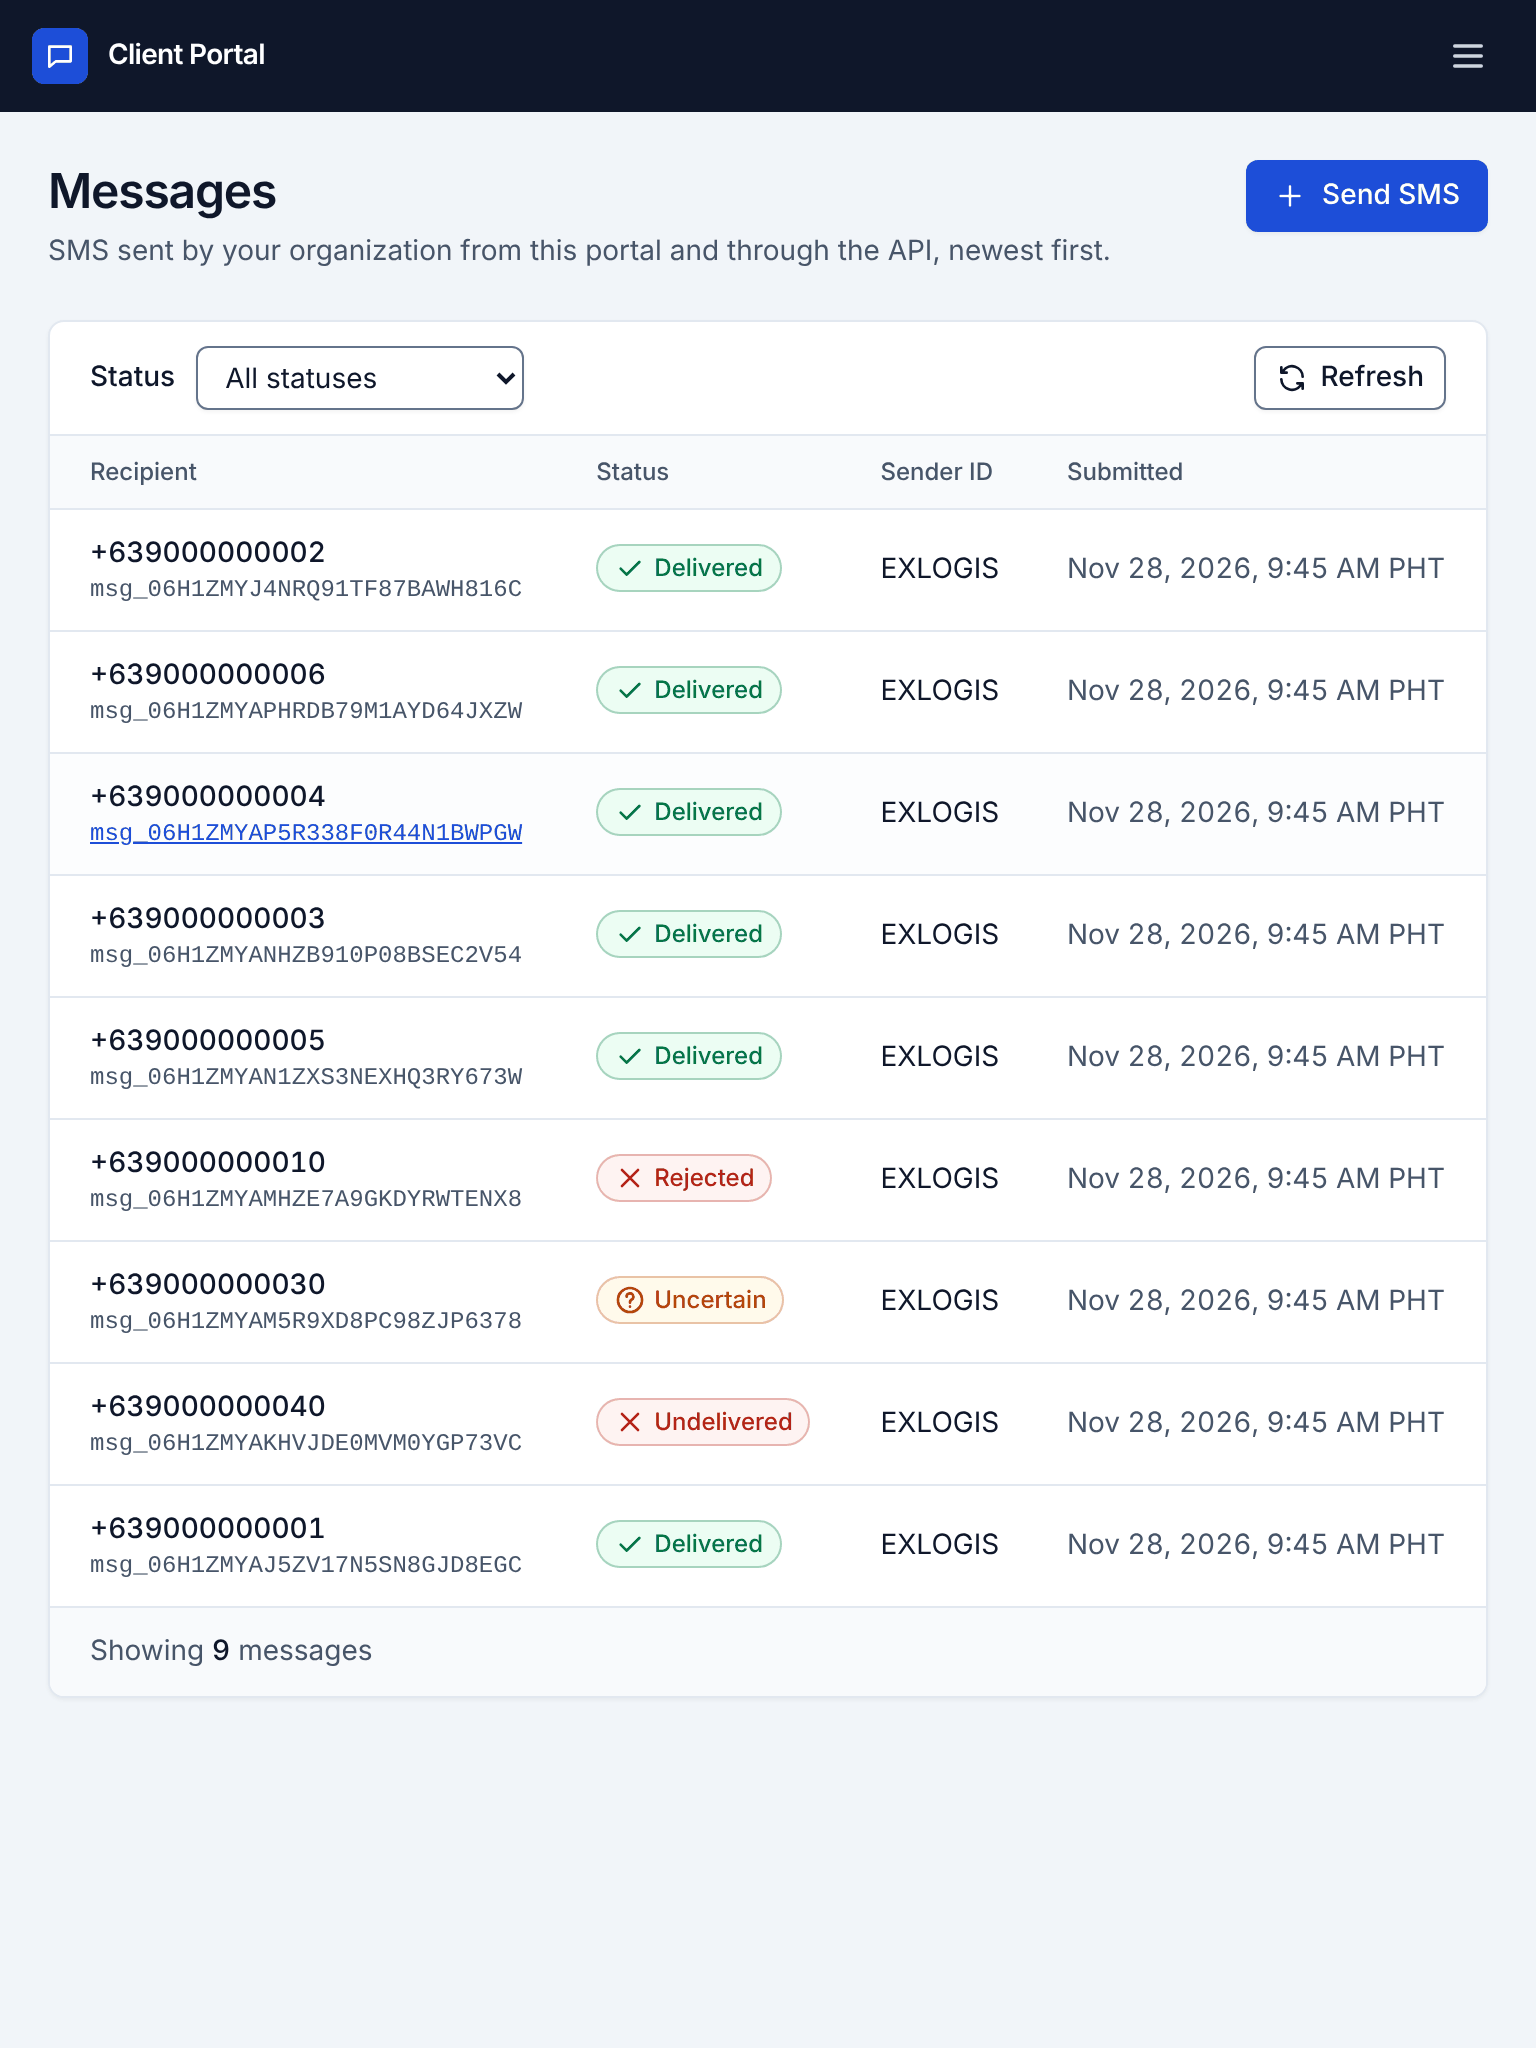 Client Portal
Messages
Send SMS
SMS sent by your organization from this portal and through the API, newest first.
Status All statuses Refresh
Recipient Status Sender ID Submitted
+639000000002
msg_06H1ZMYJ4NRQ91TF87BAWH816C
Delivered EXLOGIS Nov 28, 2026, 9:45 AM PHT
+639000000006
msg_06H1ZMYAPHRDB79M1AYD64JXZW
Delivered EXLOGIS Nov 28, 2026, 9:45 AM PHT
+639000000004
msg_06H1ZMYAP5R338F0R44N1BWPGW
Delivered EXLOGIS Nov 28, 2026, 9:45 AM PHT
+639000000003
msg_06H1ZMYANHZB910P08BSEC2V54
Delivered EXLOGIS Nov 28, 2026, 9:45 AM PHT
+639000000005
msg_06H1ZMYAN1ZXS3NEXHQ3RY673W
Delivered EXLOGIS Nov 28, 2026, 9:45 AM PHT
+639000000010
msg_06H1ZMYAMHZE7A9GKDYRWTENX8
Rejected EXLOGIS Nov 28, 2026, 9:45 AM PHT
+639000000030
msg_06H1ZMYAM5R9XD8PC98ZJP6378
Uncertain EXLOGIS Nov 28, 2026, 9:45 AM PHT
+639000000040
msg_06H1ZMYAKHVJDE0MVM0YGP73VC
Undelivered EXLOGIS Nov 28, 2026, 9:45 AM PHT
+639000000001
msg_06H1ZMYAJ5ZV17N5SN8GJD8EGC
Delivered EXLOGIS Nov 28, 2026, 9:45 AM PHT
Showing 9 messages